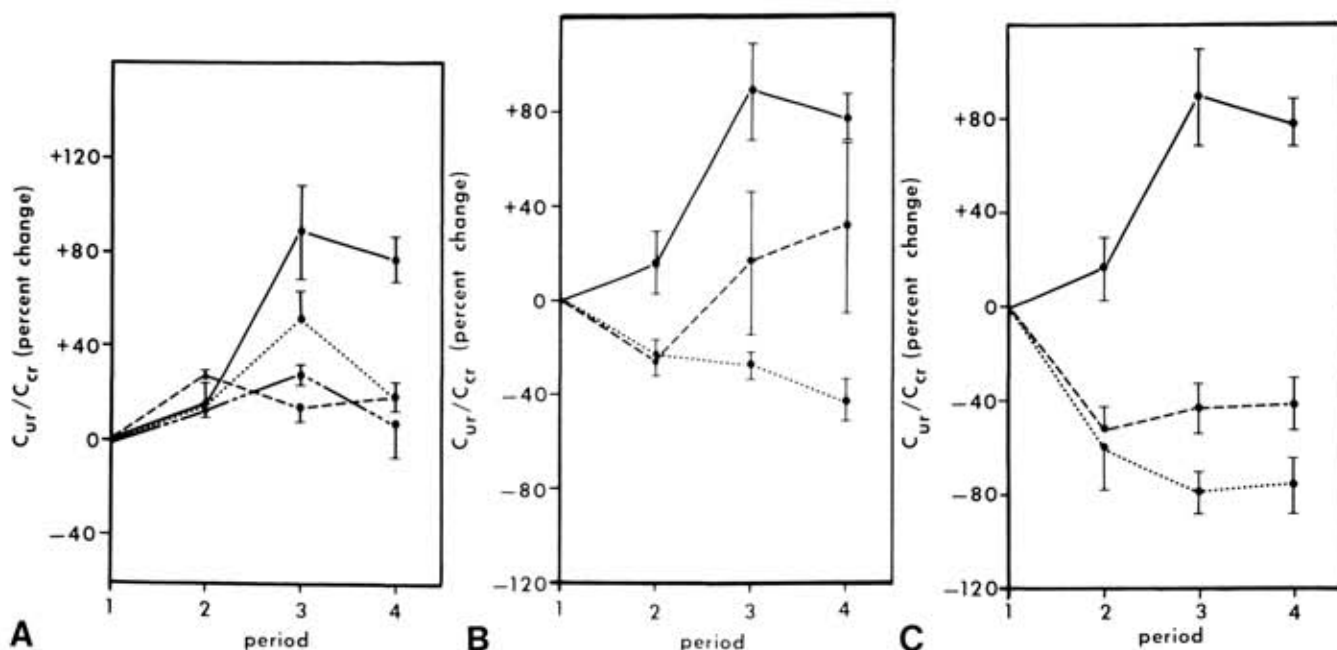 A
C_ur/C_cr (percent change)
+120
+80
+40
0
−40
1 2 3 4
period
B
C_ur/C_cr (percent change)
+80
+40
0
−40
−80
−120
1 2 3 4
period
C
C_ur/C_cr (percent change)
+80
+40
0
−40
−80
−120
1 2 3 4
period